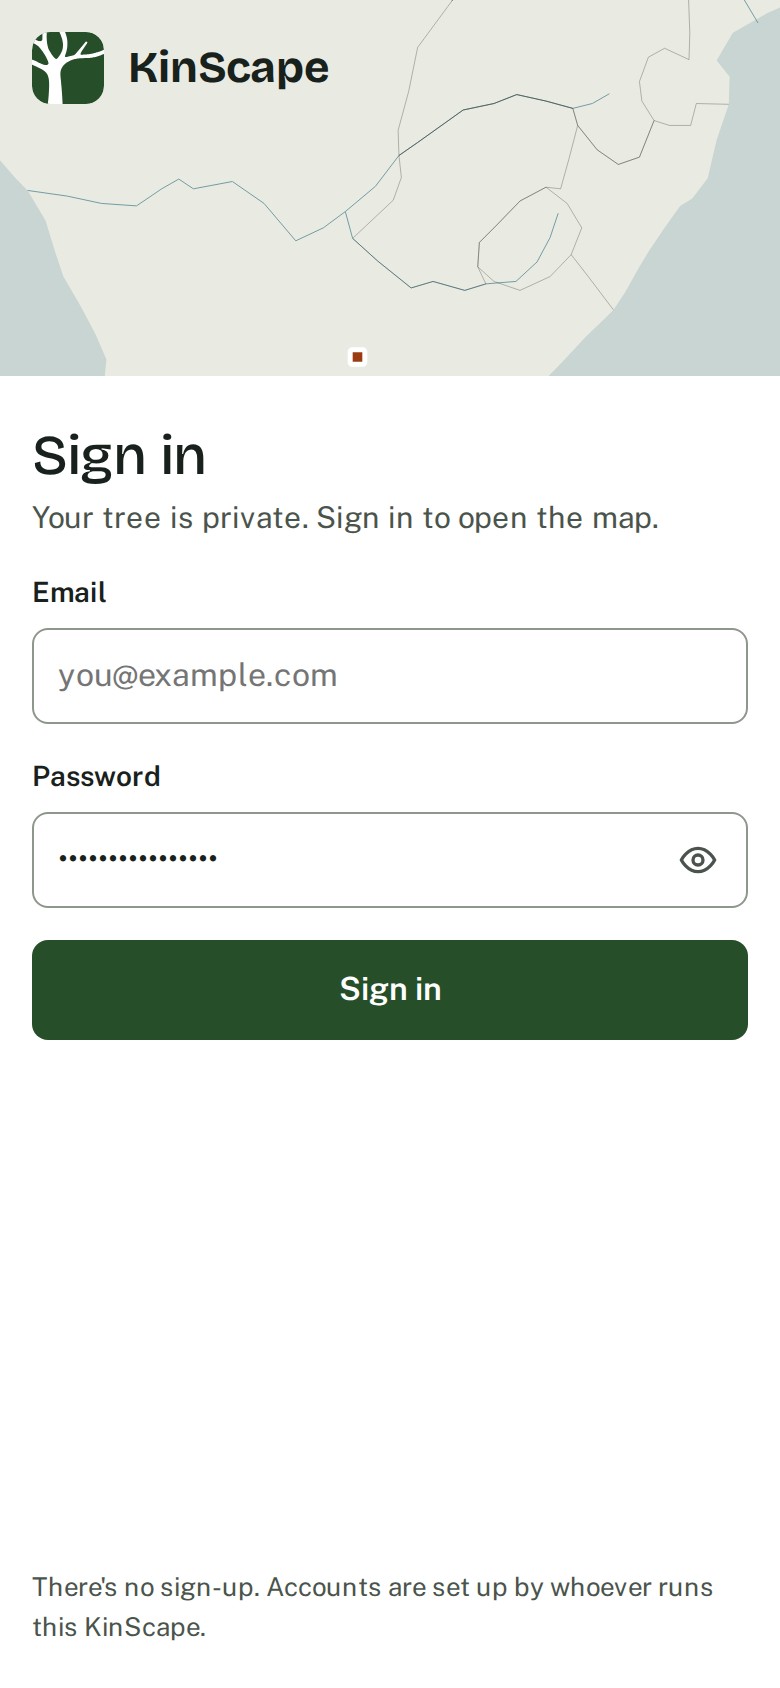 KinScape
Sign in
Your tree is private. Sign in to open the map.
Email
you@example.com
Password
••••••••••••••••
Sign in
There's no sign-up. Accounts are set up by whoever runs
this KinScape.